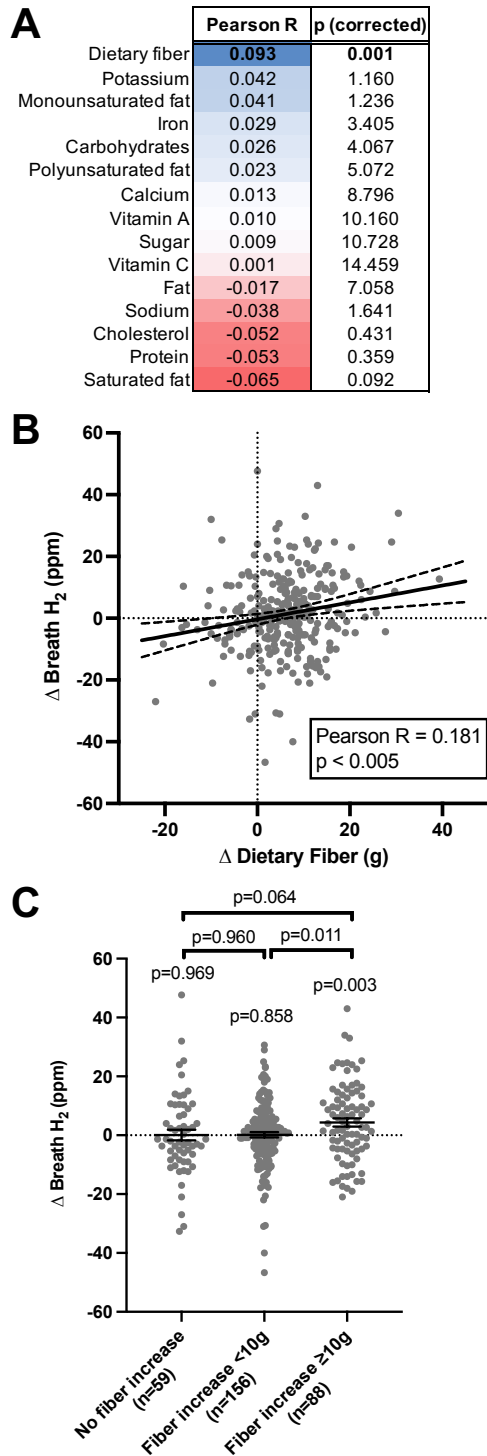 A
Pearson R p (corrected)
Dietary fiber 0.093 0.001
Potassium 0.042 1.160
Monounsaturated fat 0.041 1.236
Iron 0.029 3.405
Carbohydrates 0.026 4.067
Polyunsaturated fat 0.023 5.072
Calcium 0.013 8.796
Vitamin A 0.010 10.160
Sugar 0.009 10.728
Vitamin C 0.001 14.459
Fat -0.017 7.058
Sodium -0.038 1.641
Cholesterol -0.052 0.431
Protein -0.053 0.359
Saturated fat -0.065 0.092
B
60
40
20
0
-20
-40
-60
Δ Breath H₂ (ppm)
Pearson R = 0.181
p < 0.005
-20 0 20 40
Δ Dietary Fiber (g)
C
p=0.064
p=0.960 p=0.011
p=0.969 p=0.858 p=0.003
60
40
20
0
-20
-40
-60
Δ Breath H₂ (ppm)
No fiber increase
(n=59)
Fiber increase <10g
(n=156)
Fiber increase ≥10g
(n=88)